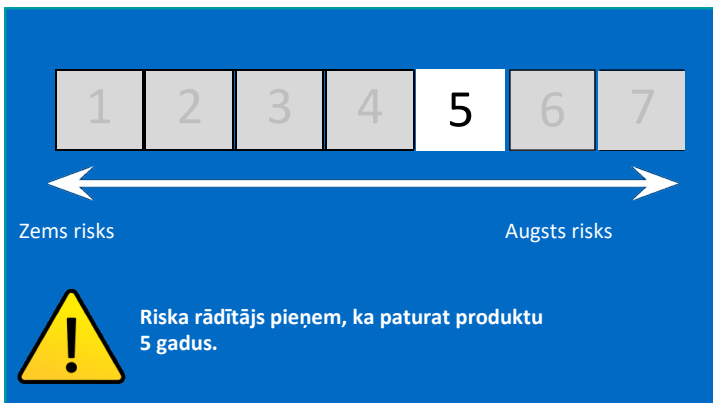 1 2 3 4 5 6 7
Zems risks Augsts risks
Riska rādītājs pieņem, ka paturat produktu
5 gadus.